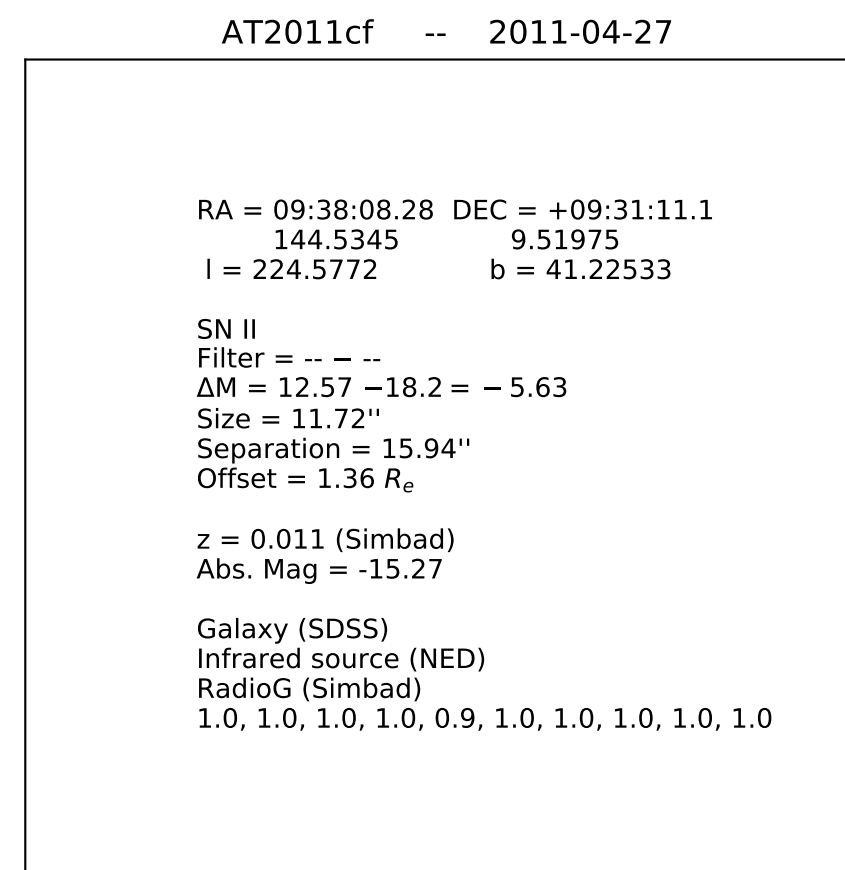 AT2011cf -- 2011-04-27
RA = 09:38:08.28 DEC = +09:31:11.1
144.5345 9.51975
l = 224.5772 b = 41.22533
SN II
Filter = -- − --
ΔM = 12.57 −18.2 = − 5.63
Size = 11.72''
Separation = 15.94''
Offset = 1.36 Re
z = 0.011 (Simbad)
Abs. Mag = -15.27
Galaxy (SDSS)
Infrared source (NED)
RadioG (Simbad)
1.0, 1.0, 1.0, 1.0, 0.9, 1.0, 1.0, 1.0, 1.0, 1.0